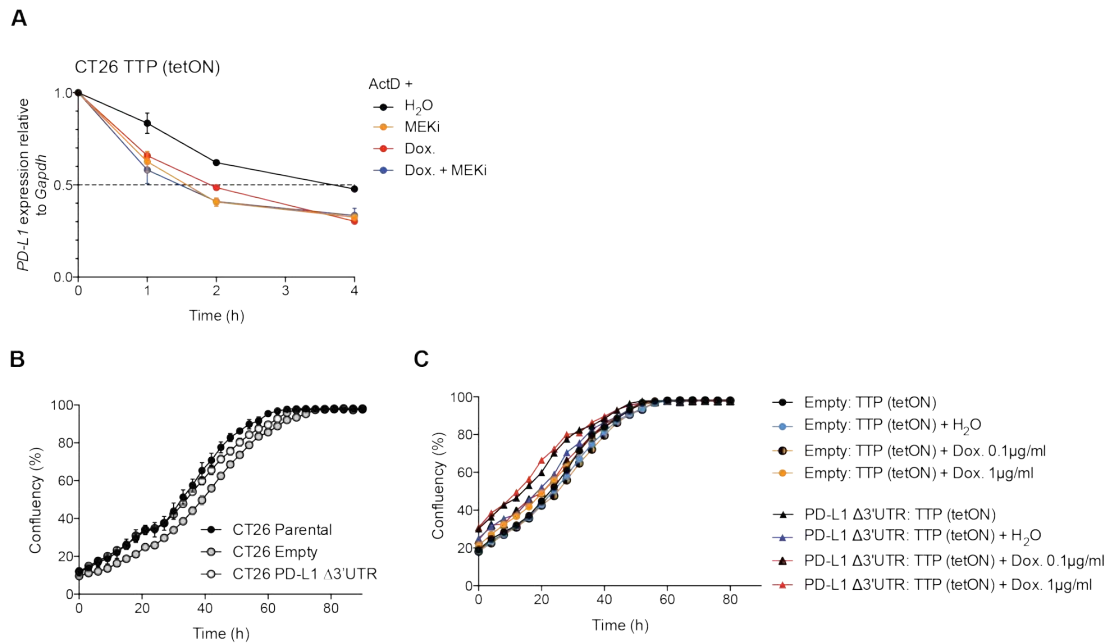 A
CT26 TTP (tetON)
PD-L1 expression relative
to Gapdh
1.0
0.5
0.0
0
1
2
3
4
Time (h)
ActD +
H₂O
MEKi
Dox.
Dox. + MEKi
B
Confluency (%)
100
80
60
40
20
0
0
20
40
60
80
Time (h)
CT26 Parental
CT26 Empty
CT26 PD-L1 Δ3'UTR
C
Confluency (%)
100
80
60
40
20
0
0
20
40
60
80
Time (h)
Empty: TTP (tetON)
Empty: TTP (tetON) + H₂O
Empty: TTP (tetON) + Dox. 0.1µg/ml
Empty: TTP (tetON) + Dox. 1µg/ml
PD-L1 Δ3'UTR: TTP (tetON)
PD-L1 Δ3'UTR: TTP (tetON) + H₂O
PD-L1 Δ3'UTR: TTP (tetON) + Dox. 0.1µg/ml
PD-L1 Δ3'UTR: TTP (tetON) + Dox. 1µg/ml